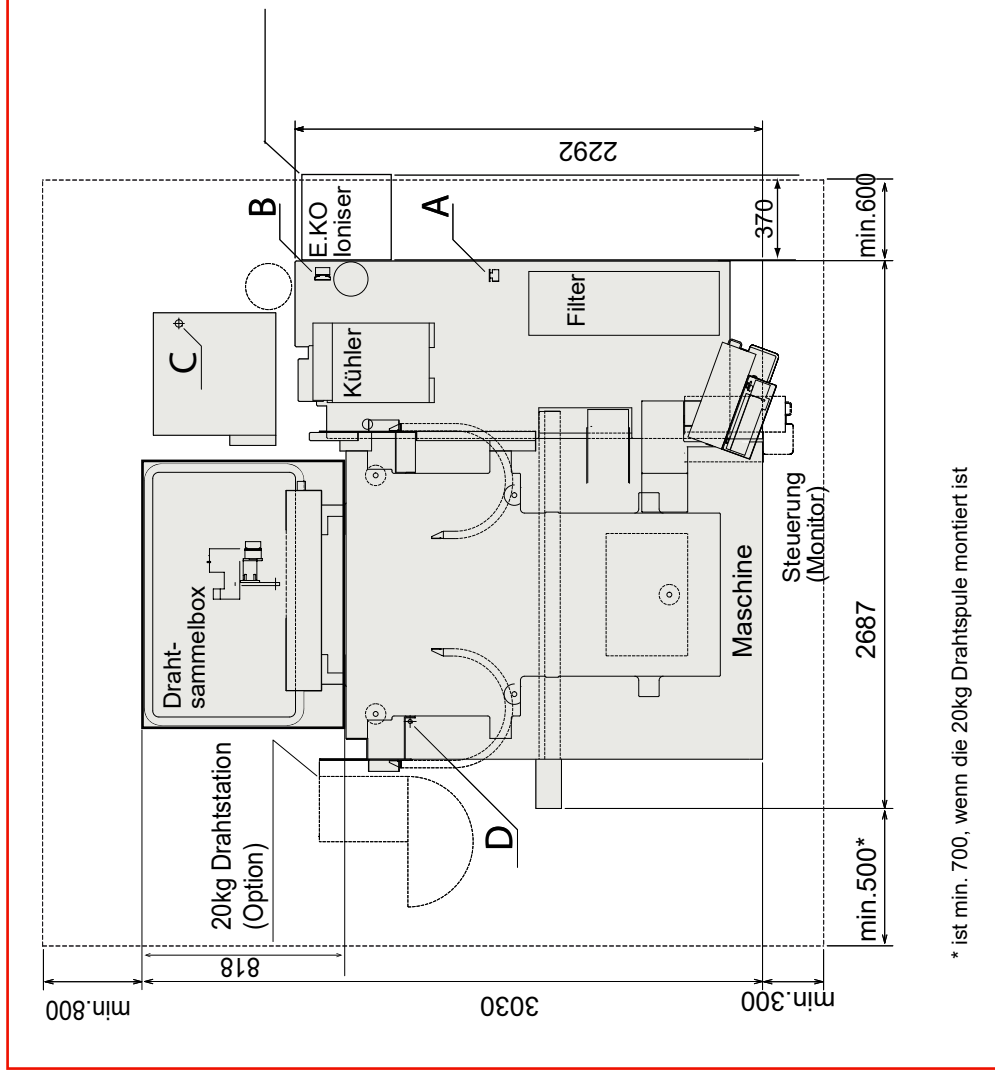 2292
B
E.KO
Ioniser
A
370
min.600
C
Kühler
Filter
Draht-
sammelbox
Maschine
Steuerung
(Monitor)
2687
20kg Drahtstation
(Option)
D
min.500*
818
min.800
3030
min.300
* ist min. 700, wenn die 20kg Drahtspule montiert ist